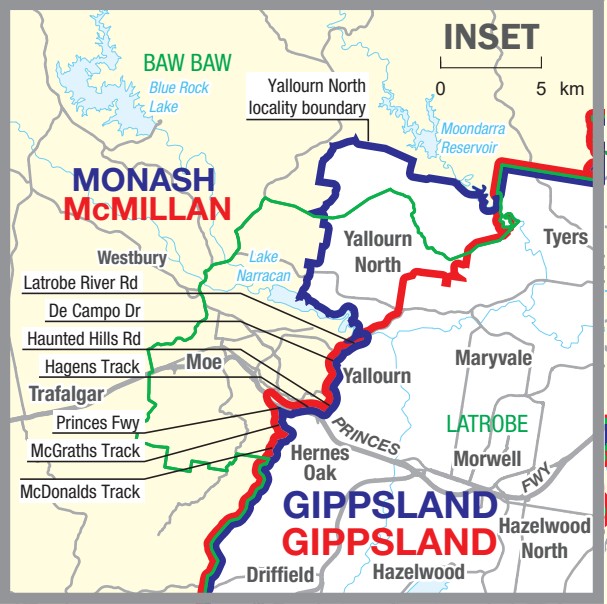 INSET
0 5 km
BAW BAW
Blue Rock
Lake
Yallourn North
locality boundary
Moondarra
Reservoir
MONASH
McMILLAN
Westbury
Lake
Narracan
Yallourn
North
Tyers
Latrobe River Rd
De Campo Dr
Haunted Hills Rd
Hagens Track
Moe
Trafalgar
Yallourn
Maryvale
Princes Fwy
McGraths Track
McDonalds Track
PRINCES
FWY
LATROBE
Hernes
Oak
Morwell
GIPPSLAND
GIPPSLAND
Hazelwood
North
Driffield
Hazelwood